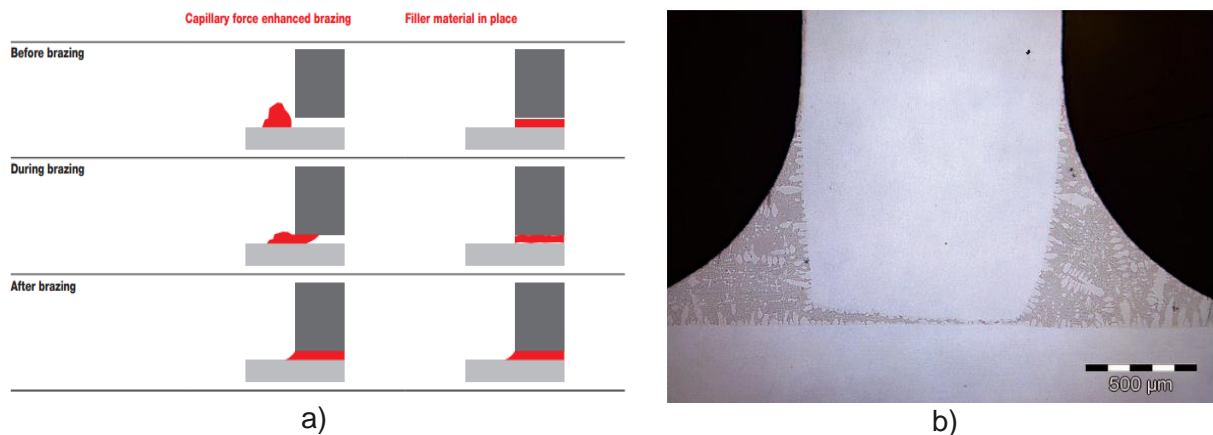 Capillary force enhanced brazing Filler material in place
Before brazing
During brazing
After brazing
500 µm
a) b)